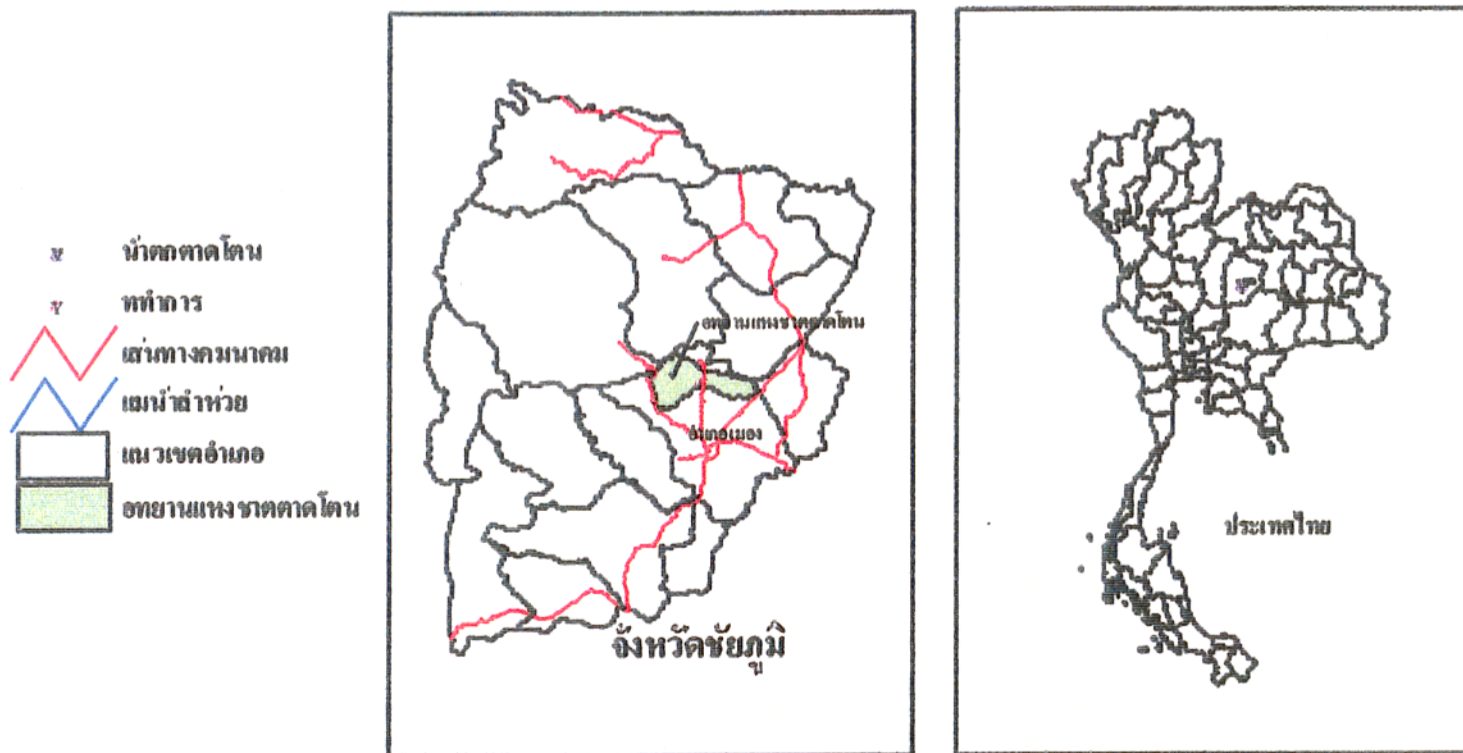 น้ำตกตาดโตน
ที่ทำการ
เส้นทางคมนาคม
แม่น้ำลำห้วย
แนวเขตอำเภอ
อุทยานแห่งชาติตาดโตน
อุทยานแห่งชาติตาดโตน
อำเภอเมือง
จังหวัดชัยภูมิ
ประเทศไทย